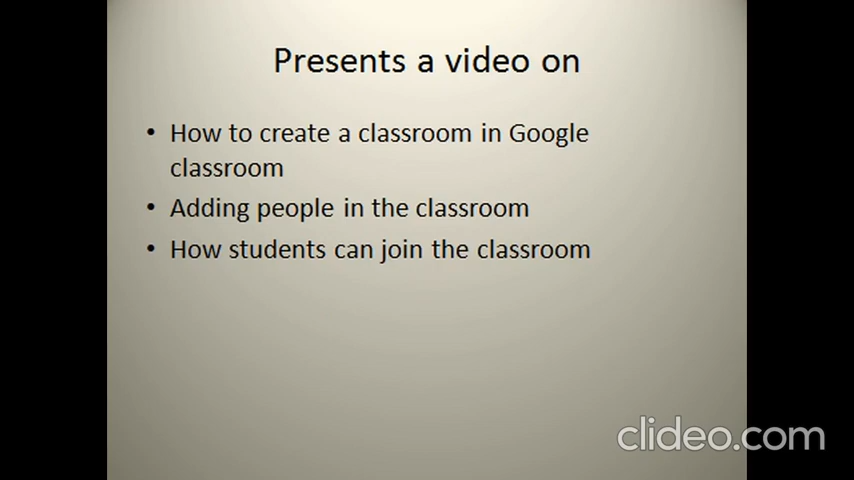 Presents a video on
• How to create a classroom in Google
classroom
• Adding people in the classroom
• How students can join the classroom
clideo.com